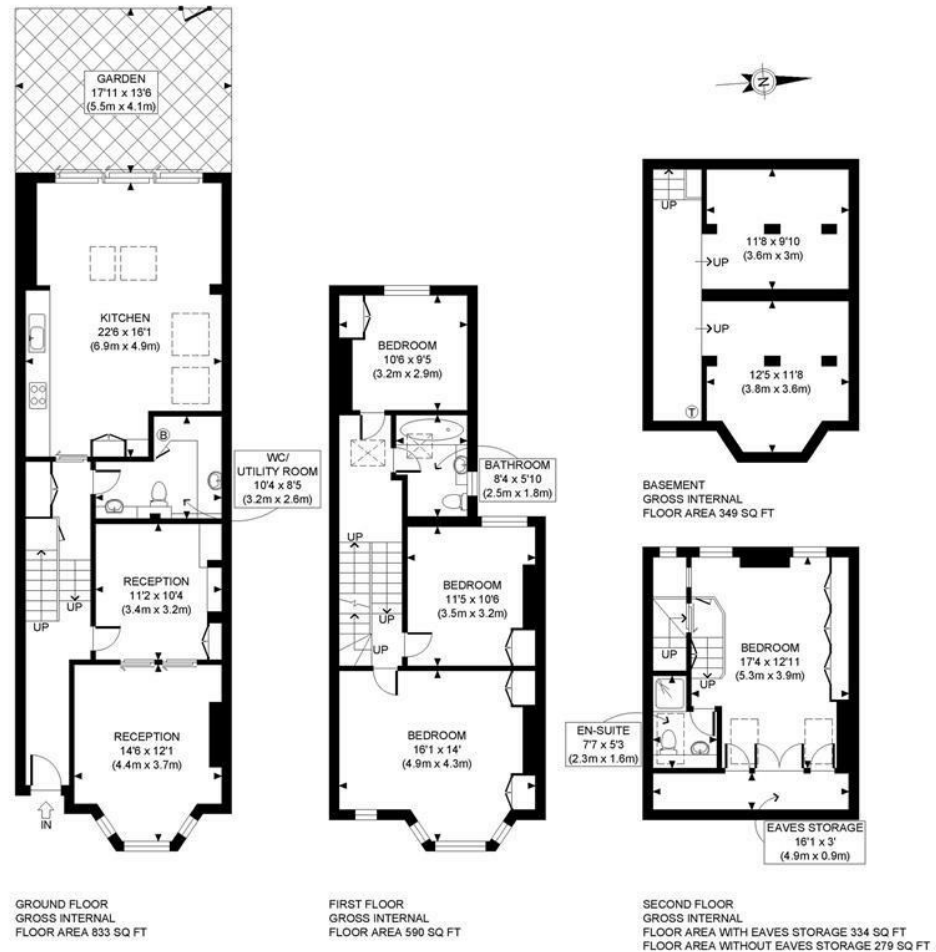 GARDEN
17'11 x 13'6
(5.5m x 4.1m)
KITCHEN
22'6 x 16'1
(6.9m x 4.9m)
B
WC/
UTILITY ROOM
10'4 x 8'5
(3.2m x 2.6m)
RECEPTION
11'2 x 10'4
(3.4m x 3.2m)
UP
UP
RECEPTION
14'6 x 12'1
(4.4m x 3.7m)
IN
GROUND FLOOR
GROSS INTERNAL
FLOOR AREA 833 SQ FT
BEDROOM
10'6 x 9'5
(3.2m x 2.9m)
BATHROOM
8'4 x 5'10
(2.5m x 1.8m)
UP
UP
UP
BEDROOM
11'5 x 10'6
(3.5m x 3.2m)
BEDROOM
16'1 x 14'
(4.9m x 4.3m)
FIRST FLOOR
GROSS INTERNAL
FLOOR AREA 590 SQ FT
N
UP
11'8 x 9'10
(3.6m x 3m)
UP
UP
12'5 x 11'8
(3.8m x 3.6m)
T
BASEMENT
GROSS INTERNAL
FLOOR AREA 349 SQ FT
BEDROOM
17'4 x 12'11
(5.3m x 3.9m)
UP
UP
EN-SUITE
7'7 x 5'3
(2.3m x 1.6m)
EAVES STORAGE
16'1 x 3'
(4.9m x 0.9m)
SECOND FLOOR
GROSS INTERNAL
FLOOR AREA WITH EAVES STORAGE 334 SQ FT
FLOOR AREA WITHOUT EAVES STORAGE 279 SQ FT